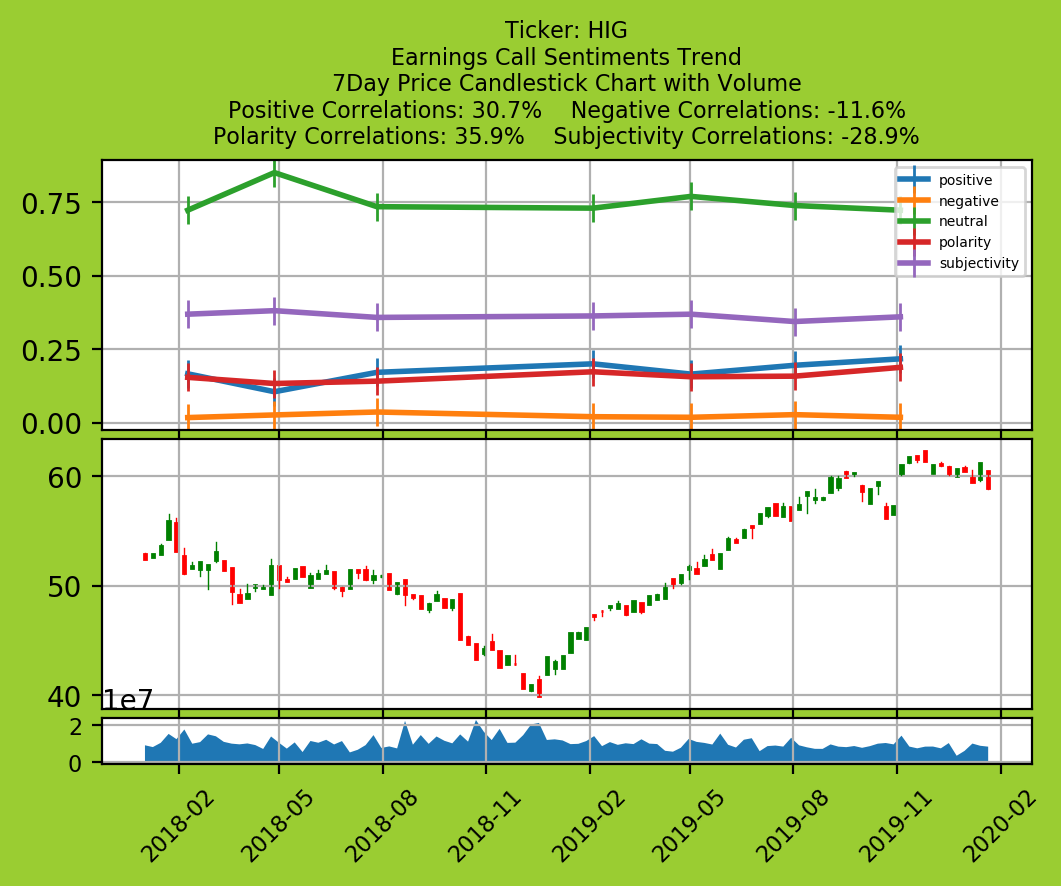 Ticker: HIG
Earnings Call Sentiments Trend
7Day Price Candlestick Chart with Volume
Positive Correlations: 30.7%    Negative Correlations: -11.6%
Polarity Correlations: 35.9%    Subjectivity Correlations: -28.9%
0.75
0.50
0.25
0.00
positive
negative
neutral
polarity
subjectivity
60
50
40
1e7
2
0
2018-02
2018-05
2018-08
2018-11
2019-02
2019-05
2019-08
2019-11
2020-02